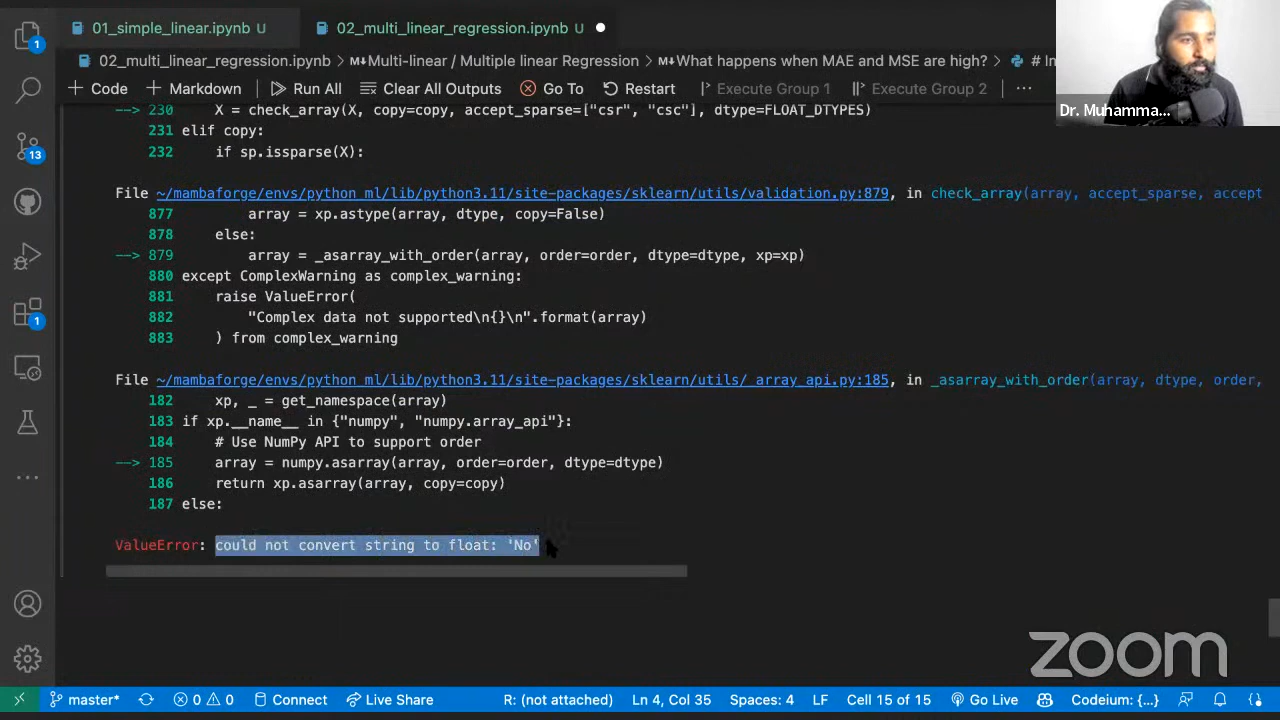 01_simple_linear.ipynb U
02_multi_linear_regression.ipynb U
02_multi_linear_regression.ipynb > M↓Multi-linear / Multiple linear Regression > M↓What happens when MAE and MSE are high? > # In
+ Code + Markdown Run All Clear All Outputs Go To Restart Execute Group 1 Execute Group 2 ...
Dr. Muhamma...
--> 230 X = check_array(X, copy=copy, accept_sparse=["csr", "csc"], dtype=FLOAT_DTYPES)
231 elif copy:
232 if sp.issparse(X):
File ~/mambaforge/envs/python_ml/lib/python3.11/site-packages/sklearn/utils/validation.py:879, in check_array(array, accept_sparse, accept
877 array = xp.astype(array, dtype, copy=False)
878 else:
--> 879 array = _asarray_with_order(array, order=order, dtype=dtype, xp=xp)
880 except ComplexWarning as complex_warning:
881 raise ValueError(
882 "Complex data not supported\n{}\n".format(array)
883 ) from complex_warning
File ~/mambaforge/envs/python_ml/lib/python3.11/site-packages/sklearn/utils/_array_api.py:185, in _asarray_with_order(array, dtype, order,
182 xp, _ = get_namespace(array)
183 if xp.__name__ in {"numpy", "numpy.array_api"}:
184 # Use NumPy API to support order
--> 185 array = numpy.asarray(array, order=order, dtype=dtype)
186 return xp.asarray(array, copy=copy)
187 else:
ValueError: could not convert string to float: 'No'
1
13
1
zoom
master* 0 0 Connect Live Share R: (not attached) Ln 4, Col 35 Spaces: 4 LF Cell 15 of 15 Go Live Codeium: {...}